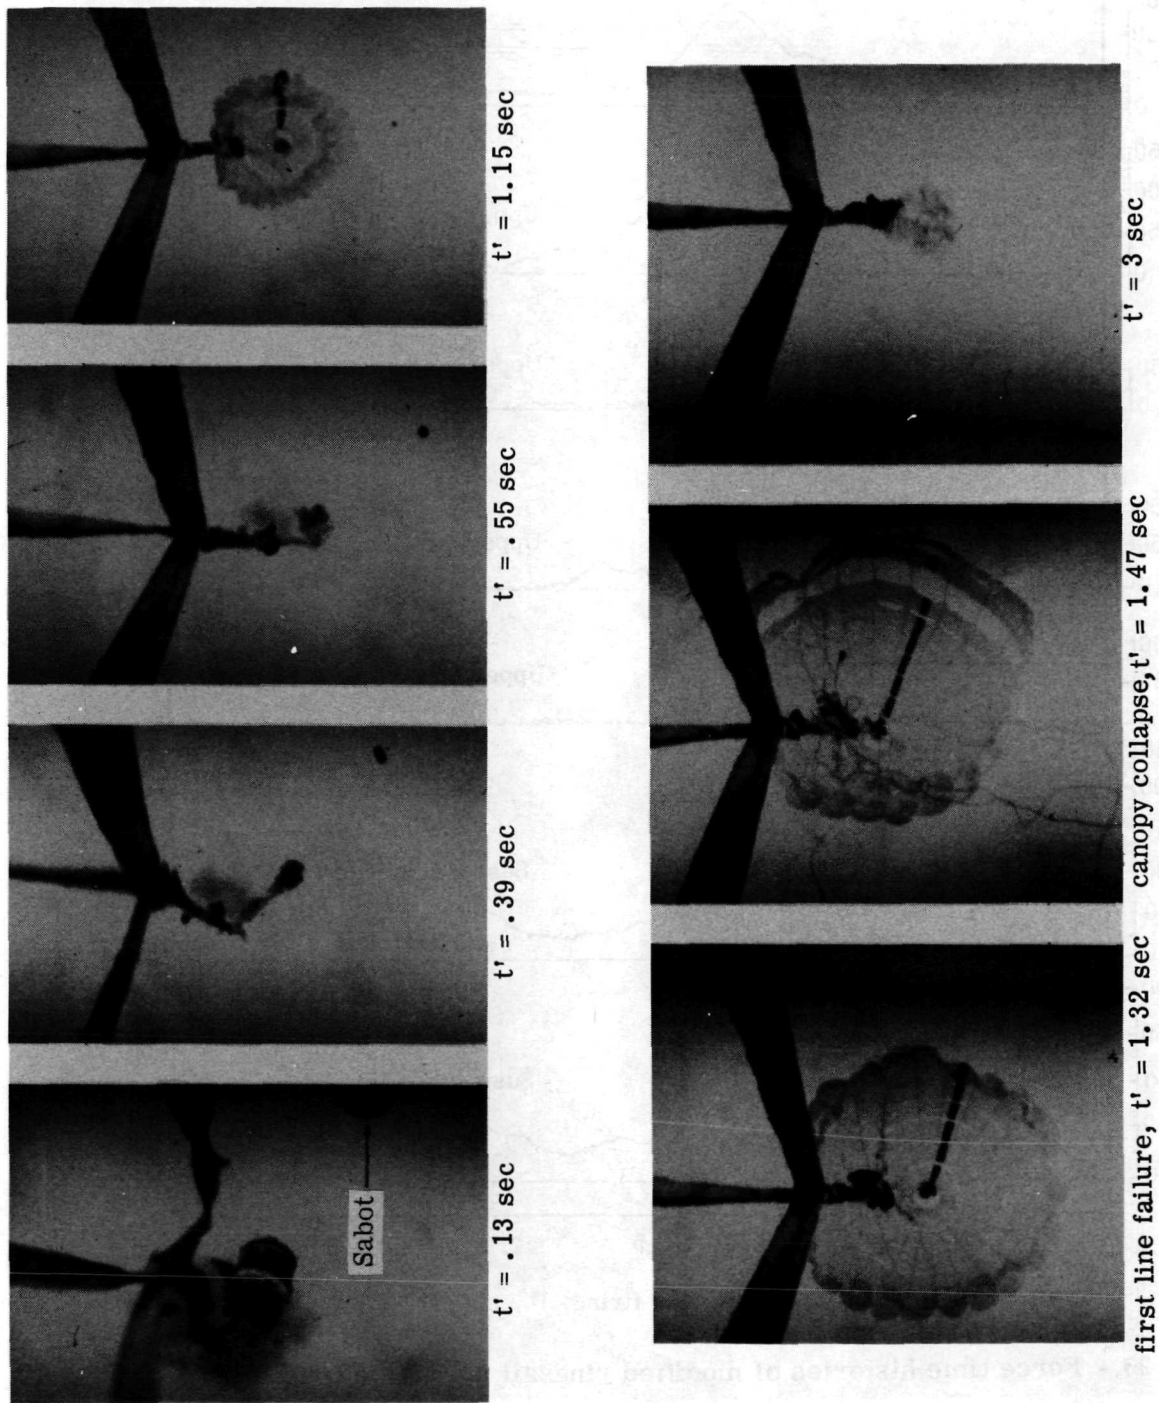 t' = .13 sec
t' = .39 sec
t' = .55 sec
t' = 1.15 sec
Sabot
first line failure, t' = 1.32 sec
canopy collapse, t' = 1.47 sec
t' = 3 sec